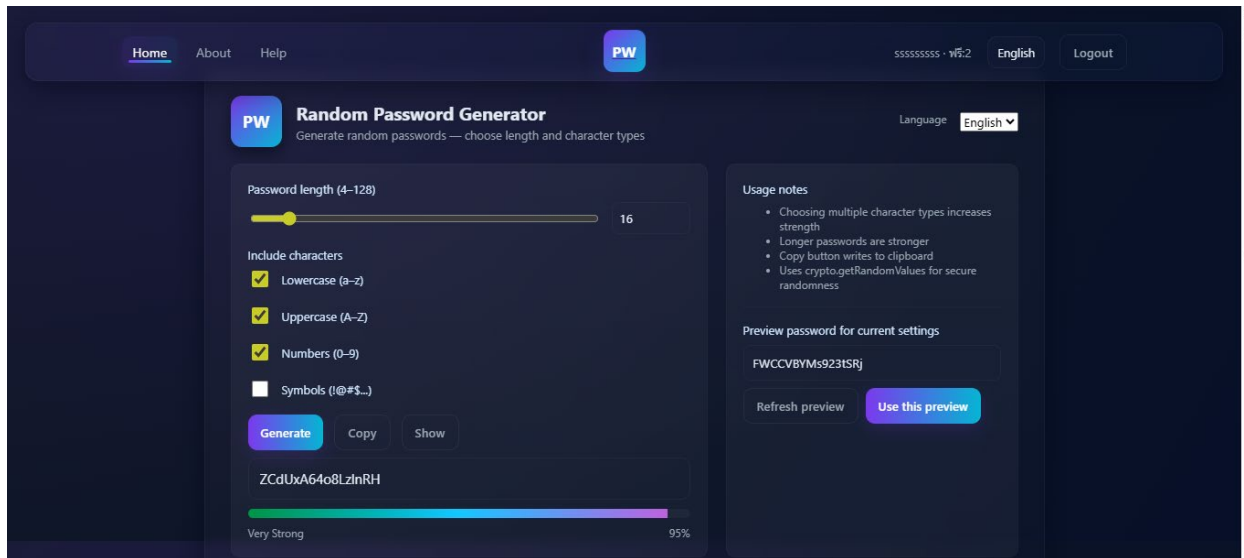 Home About Help PW sssssssss · ฟรี:2 English Logout
PW Random Password Generator
Generate random passwords — choose length and character types
Language English
Password length (4–128)
16
Include characters
Lowercase (a–z)
Uppercase (A–Z)
Numbers (0–9)
Symbols (!@#$...)
Generate Copy Show
ZCdUxA64o8LzlnRH
Very Strong 95%
Usage notes
• Choosing multiple character types increases
strength
• Longer passwords are stronger
• Copy button writes to clipboard
• Uses crypto.getRandomValues for secure
randomness
Preview password for current settings
FWCCVBYMs923tSRj
Refresh preview Use this preview